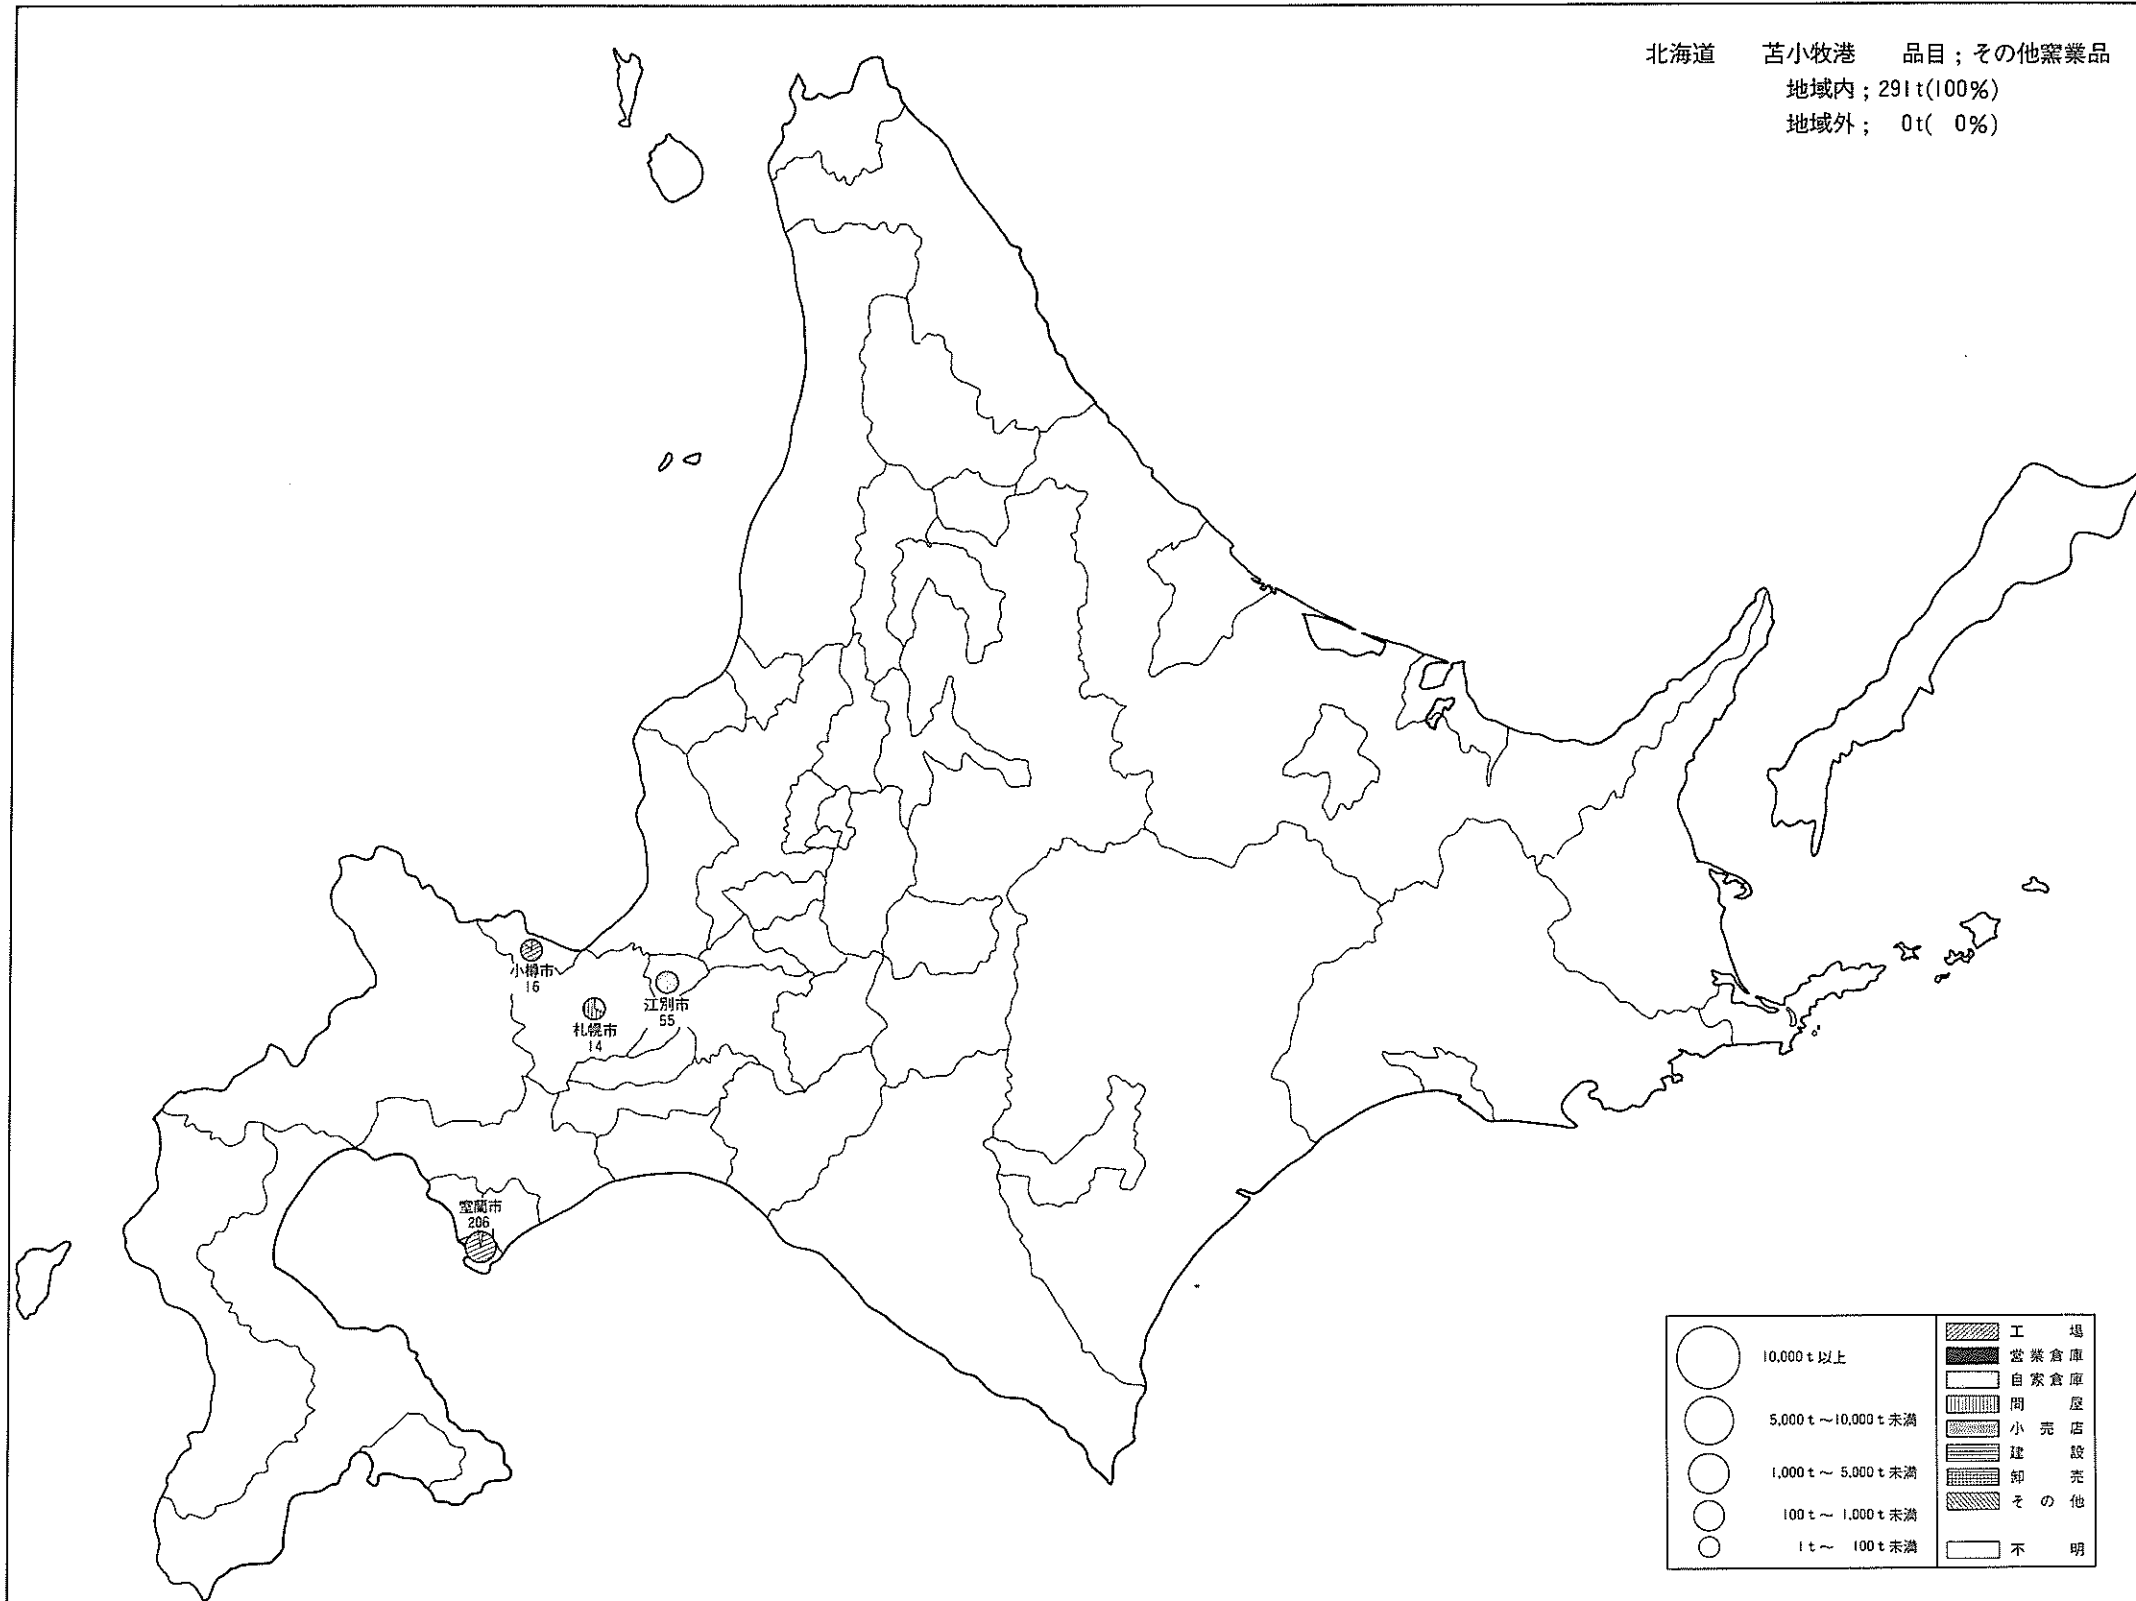 北海道 苫小牧港 品目；その他窯業品
地域内；291t(100%)
地域外； 0t( 0%)
小樽市
16
江別市
55
札幌市
14
室蘭市
206
10,000t以上
5,000t～10,000t未満
1,000t～ 5,000t未満
100t～ 1,000t未満
1t～ 100t未満
工場
営業倉庫
自家倉庫
問屋
小売店
建設
卸売
その他
不明